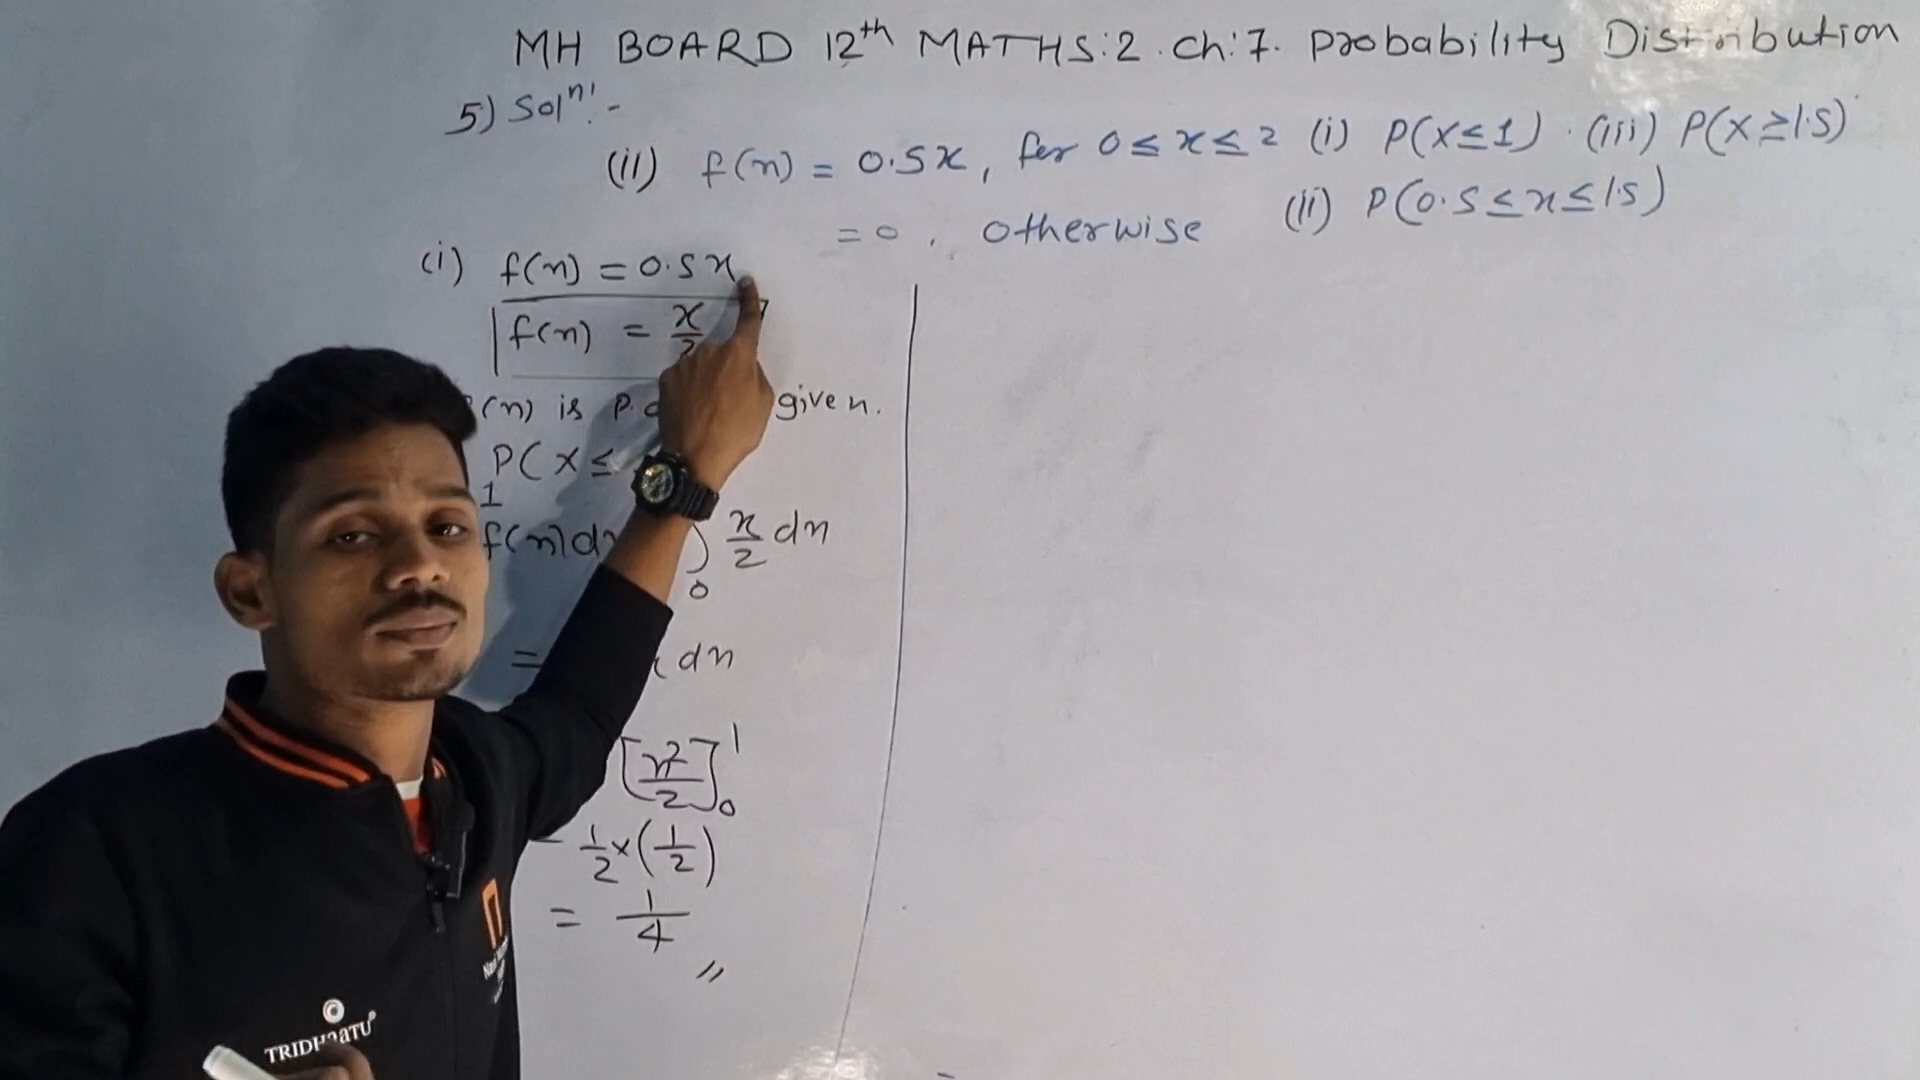 MH BOARD 12th MATHS:2. Ch:7. Probability Distribution
5) Solⁿ:-
(ii) f(x) = 0.5x, for 0 ≤ x ≤ 2 (i) P(X≤1) (iii) P(X≥1.5)
= 0, otherwise (ii) P(0.5≤x≤1.5)
(i) f(x) = 0.5x
f(x) = x/2
(x) is P. given.
P(X≤
1
f(x)dx ∫ x/2 dx
0
= dx
[x²/2]₀¹
= 1/2 × (1/2)
= 1/4 //
TRIDHAATU